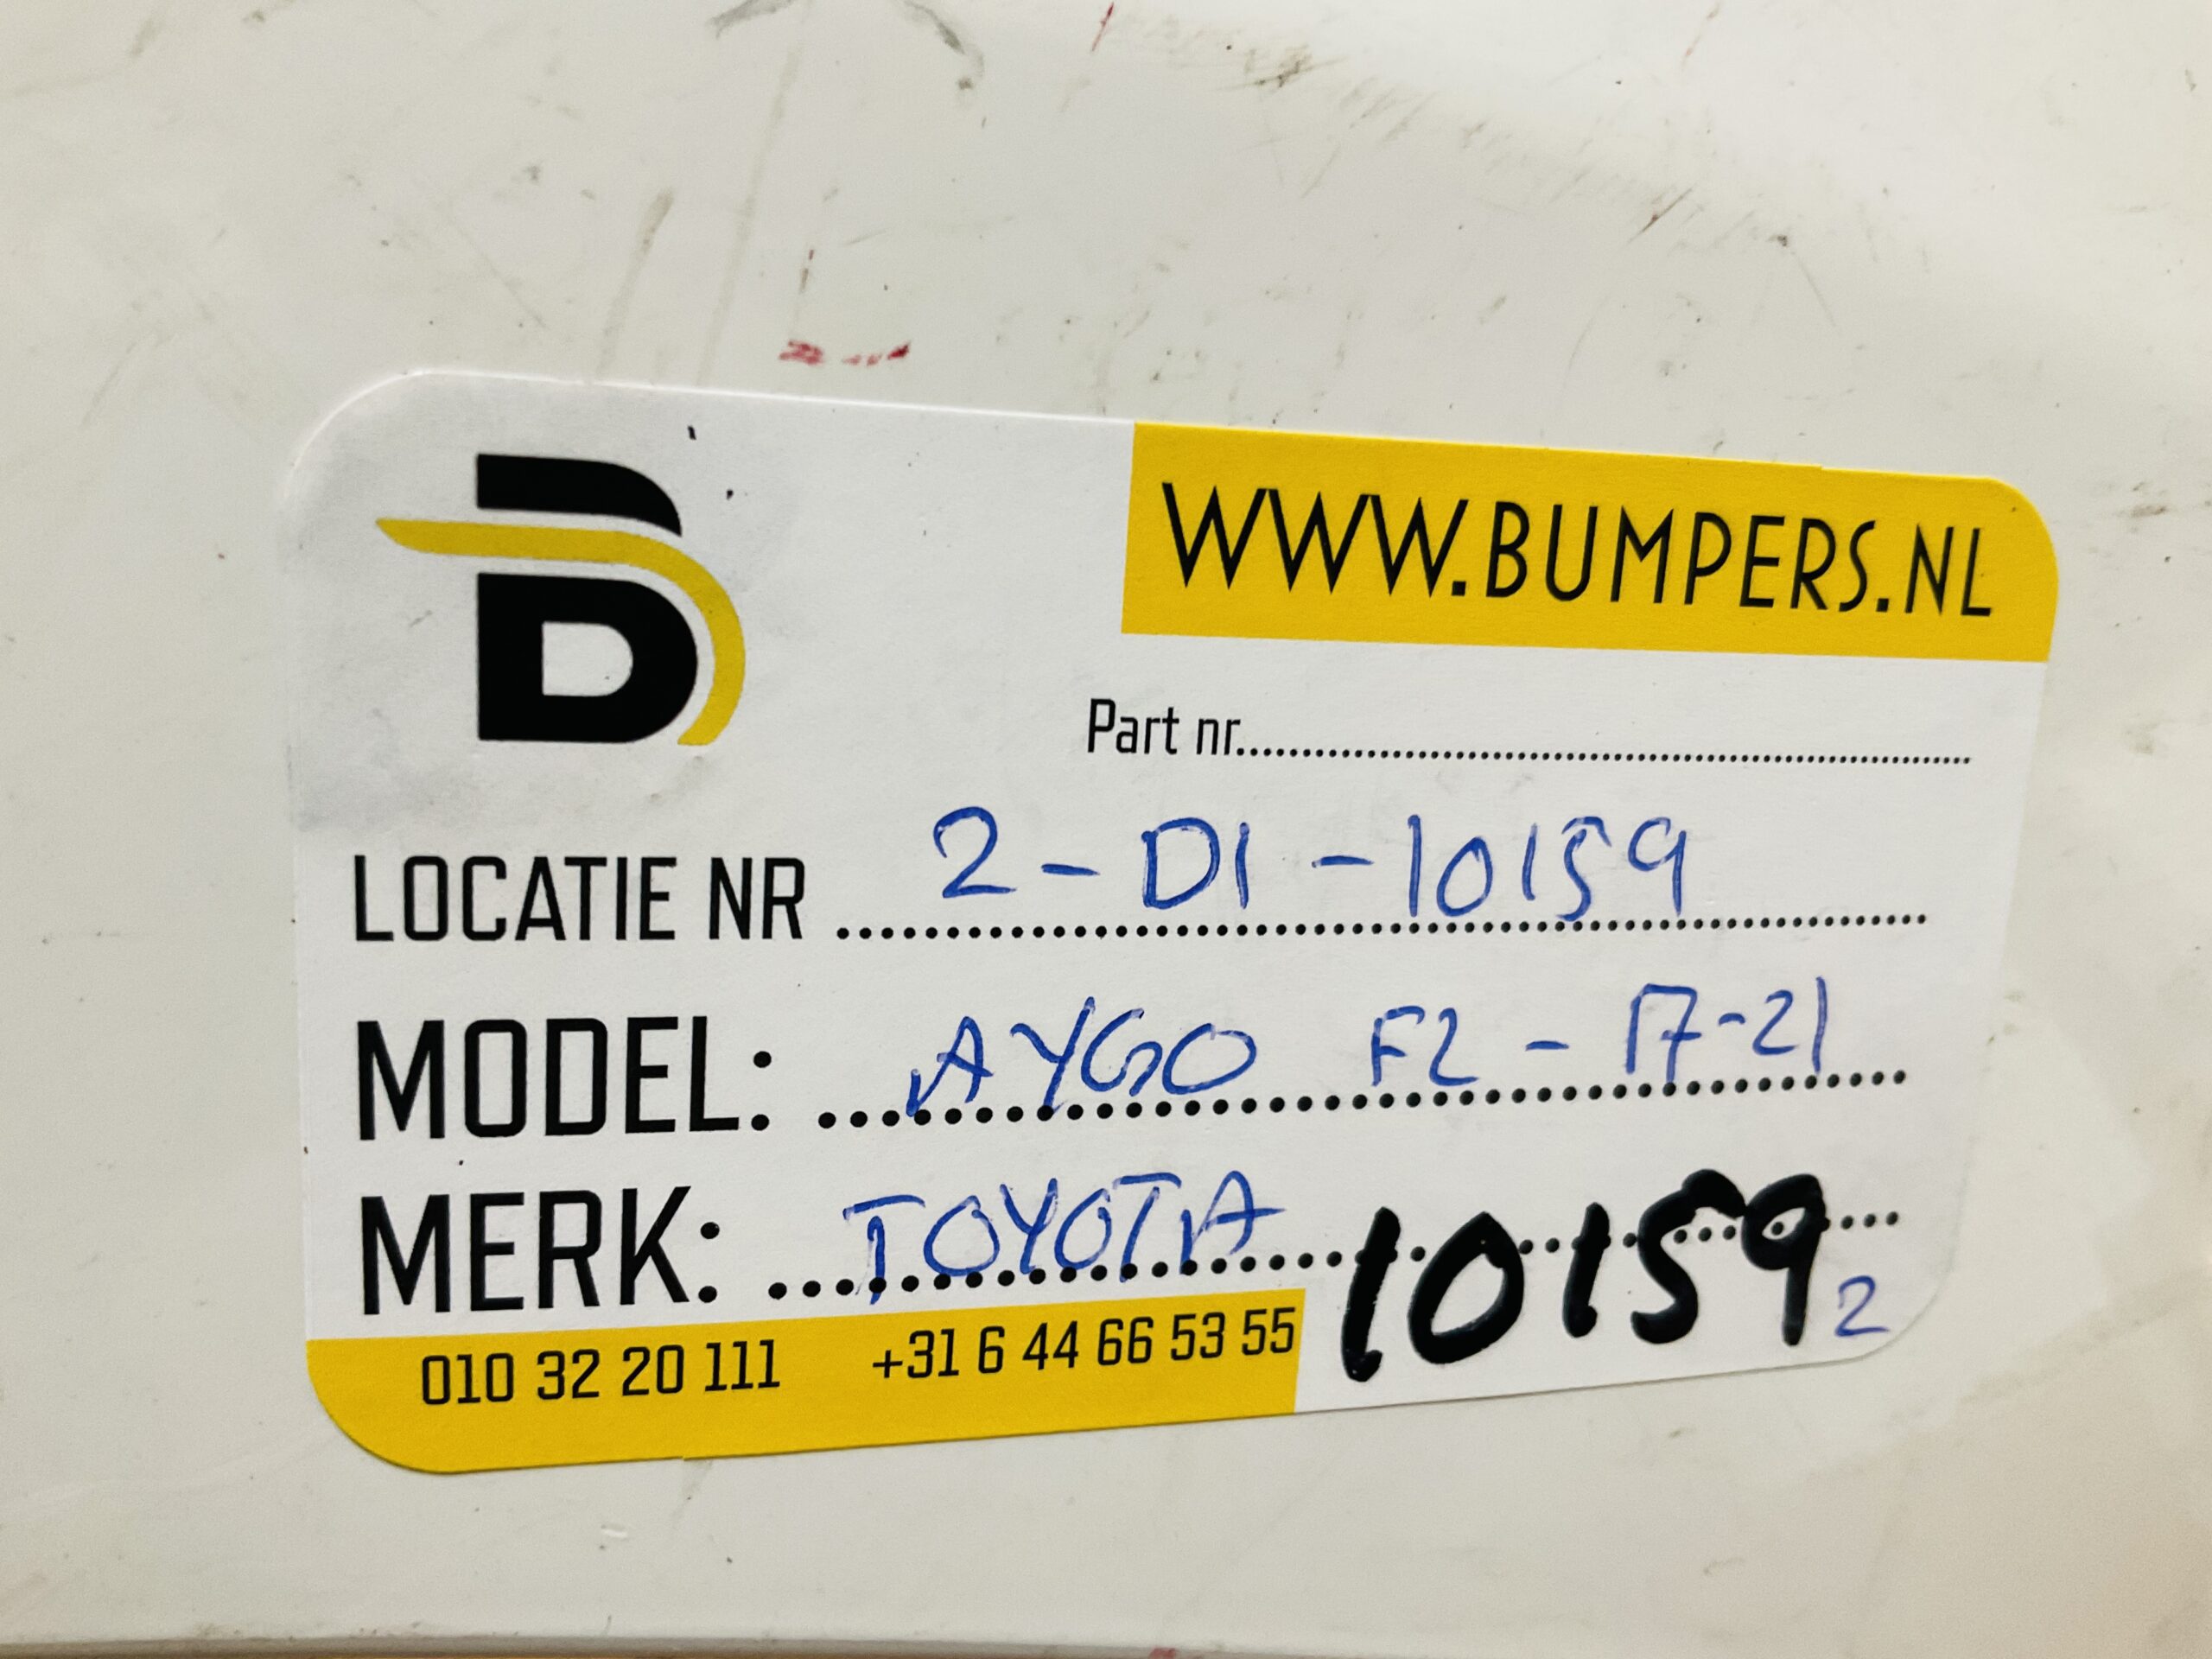 WWW.BUMPERS.NL
Part nr.
LOCATIE NR 2-D1-10159
MODEL: AYGO F2 - 17-21
MERK: TOYOTA
10159 2
010 32 20 111 +31 6 44 66 53 55